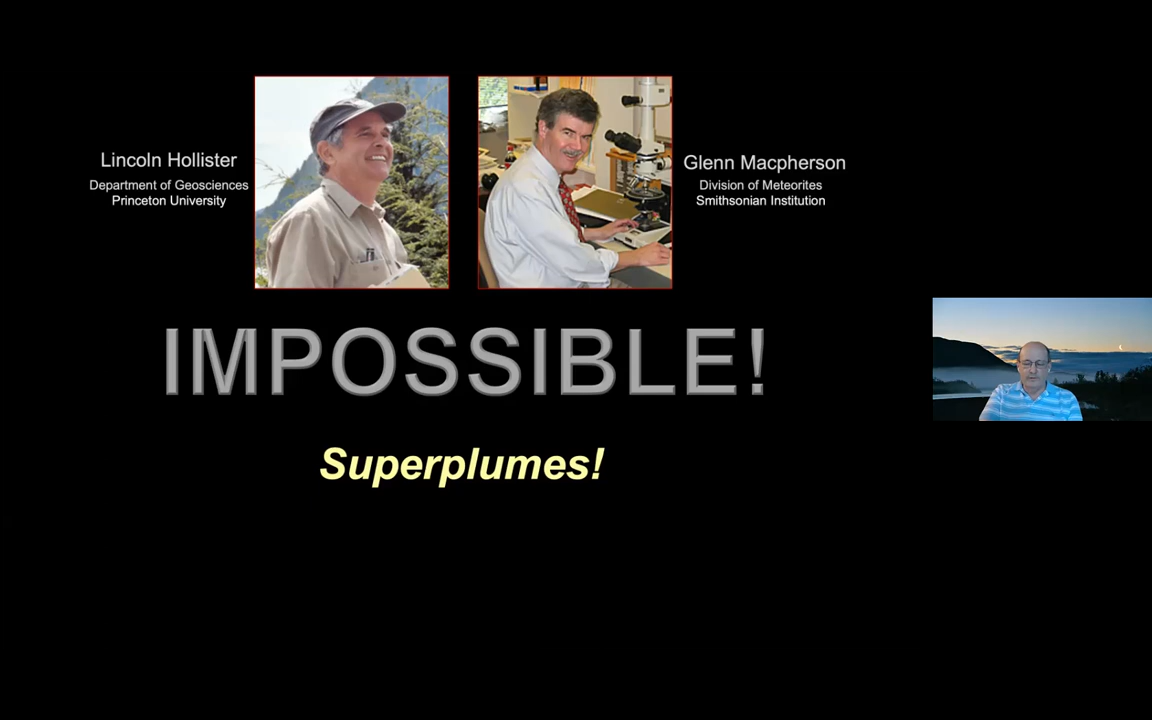 Lincoln Hollister
Department of Geosciences
Princeton University
Glenn Macpherson
Division of Meteorites
Smithsonian Institution
IMPOSSIBLE!
Superplumes!